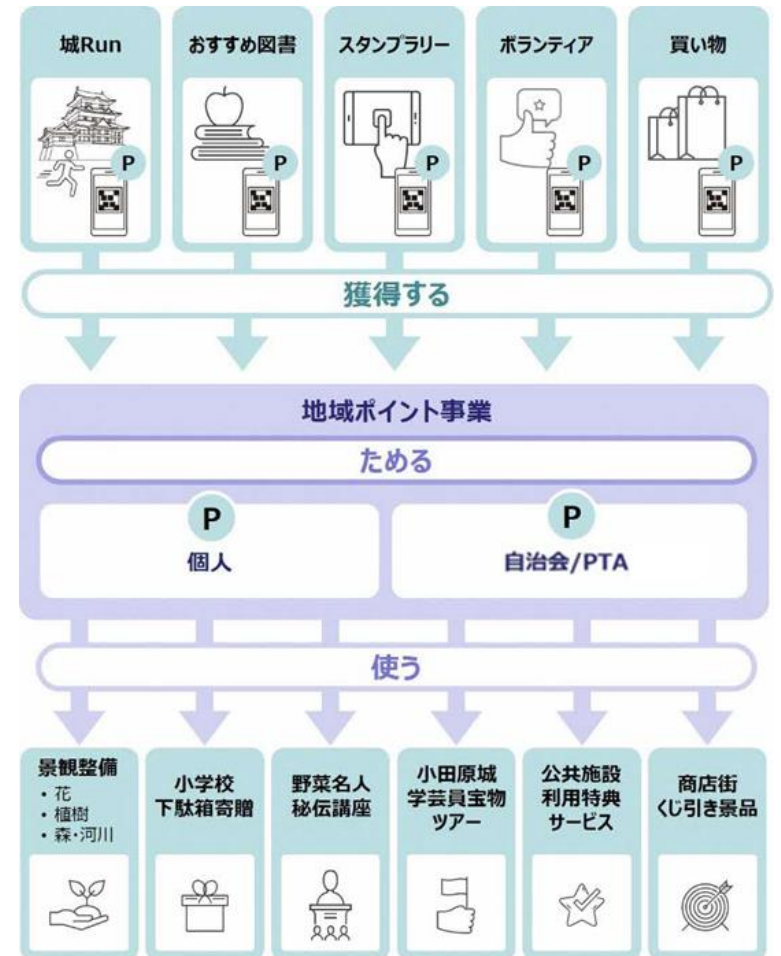 城Run
おすすめ図書
スタンプラリー
ボランティア
買い物
P
P
P
P
P
獲得する
地域ポイント事業
ためる
P
個人
P
自治会/PTA
使う
景観整備
・花
・植樹
・森・河川
小学校
下駄箱寄贈
野菜名人
秘伝講座
小田原城
学芸員宝物
ツアー
公共施設
利用特典
サービス
商店街
くじ引き景品